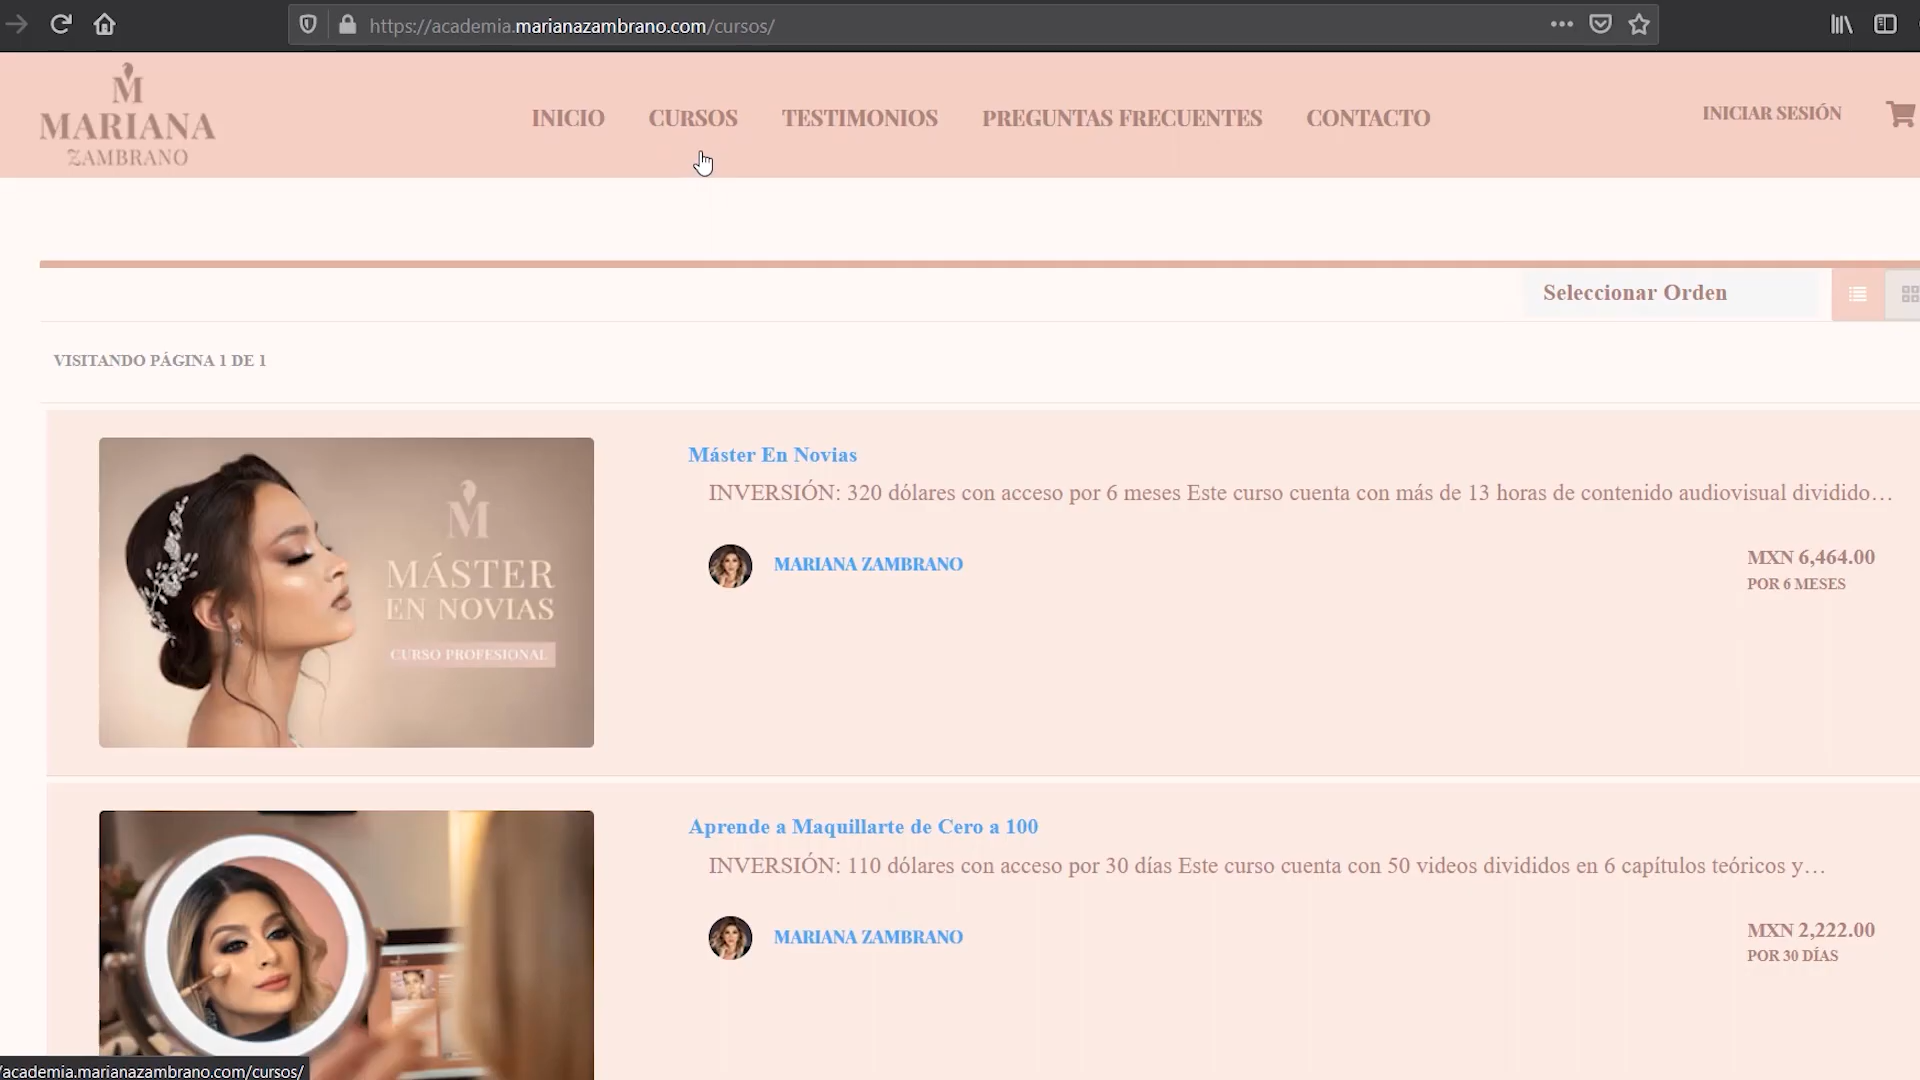 https://academia.marianazambrano.com/cursos/
M
MARIANA
ZAMBRANO
INICIO
CURSOS
TESTIMONIOS
PREGUNTAS FRECUENTES
CONTACTO
INICIAR SESIÓN
Seleccionar Orden
VISITANDO PÁGINA 1 DE 1
M
MÁSTER
EN NOVIAS
CURSO PROFESIONAL
Máster En Novias
INVERSIÓN: 320 dólares con acceso por 6 meses Este curso cuenta con más de 13 horas de contenido audiovisual dividido…
MARIANA ZAMBRANO
MXN 6,464.00
POR 6 MESES
Aprende a Maquillarte de Cero a 100
INVERSIÓN: 110 dólares con acceso por 30 días Este curso cuenta con 50 videos divididos en 6 capítulos teóricos y…
MARIANA ZAMBRANO
MXN 2,222.00
POR 30 DÍAS
/academia.marianazambrano.com/cursos/